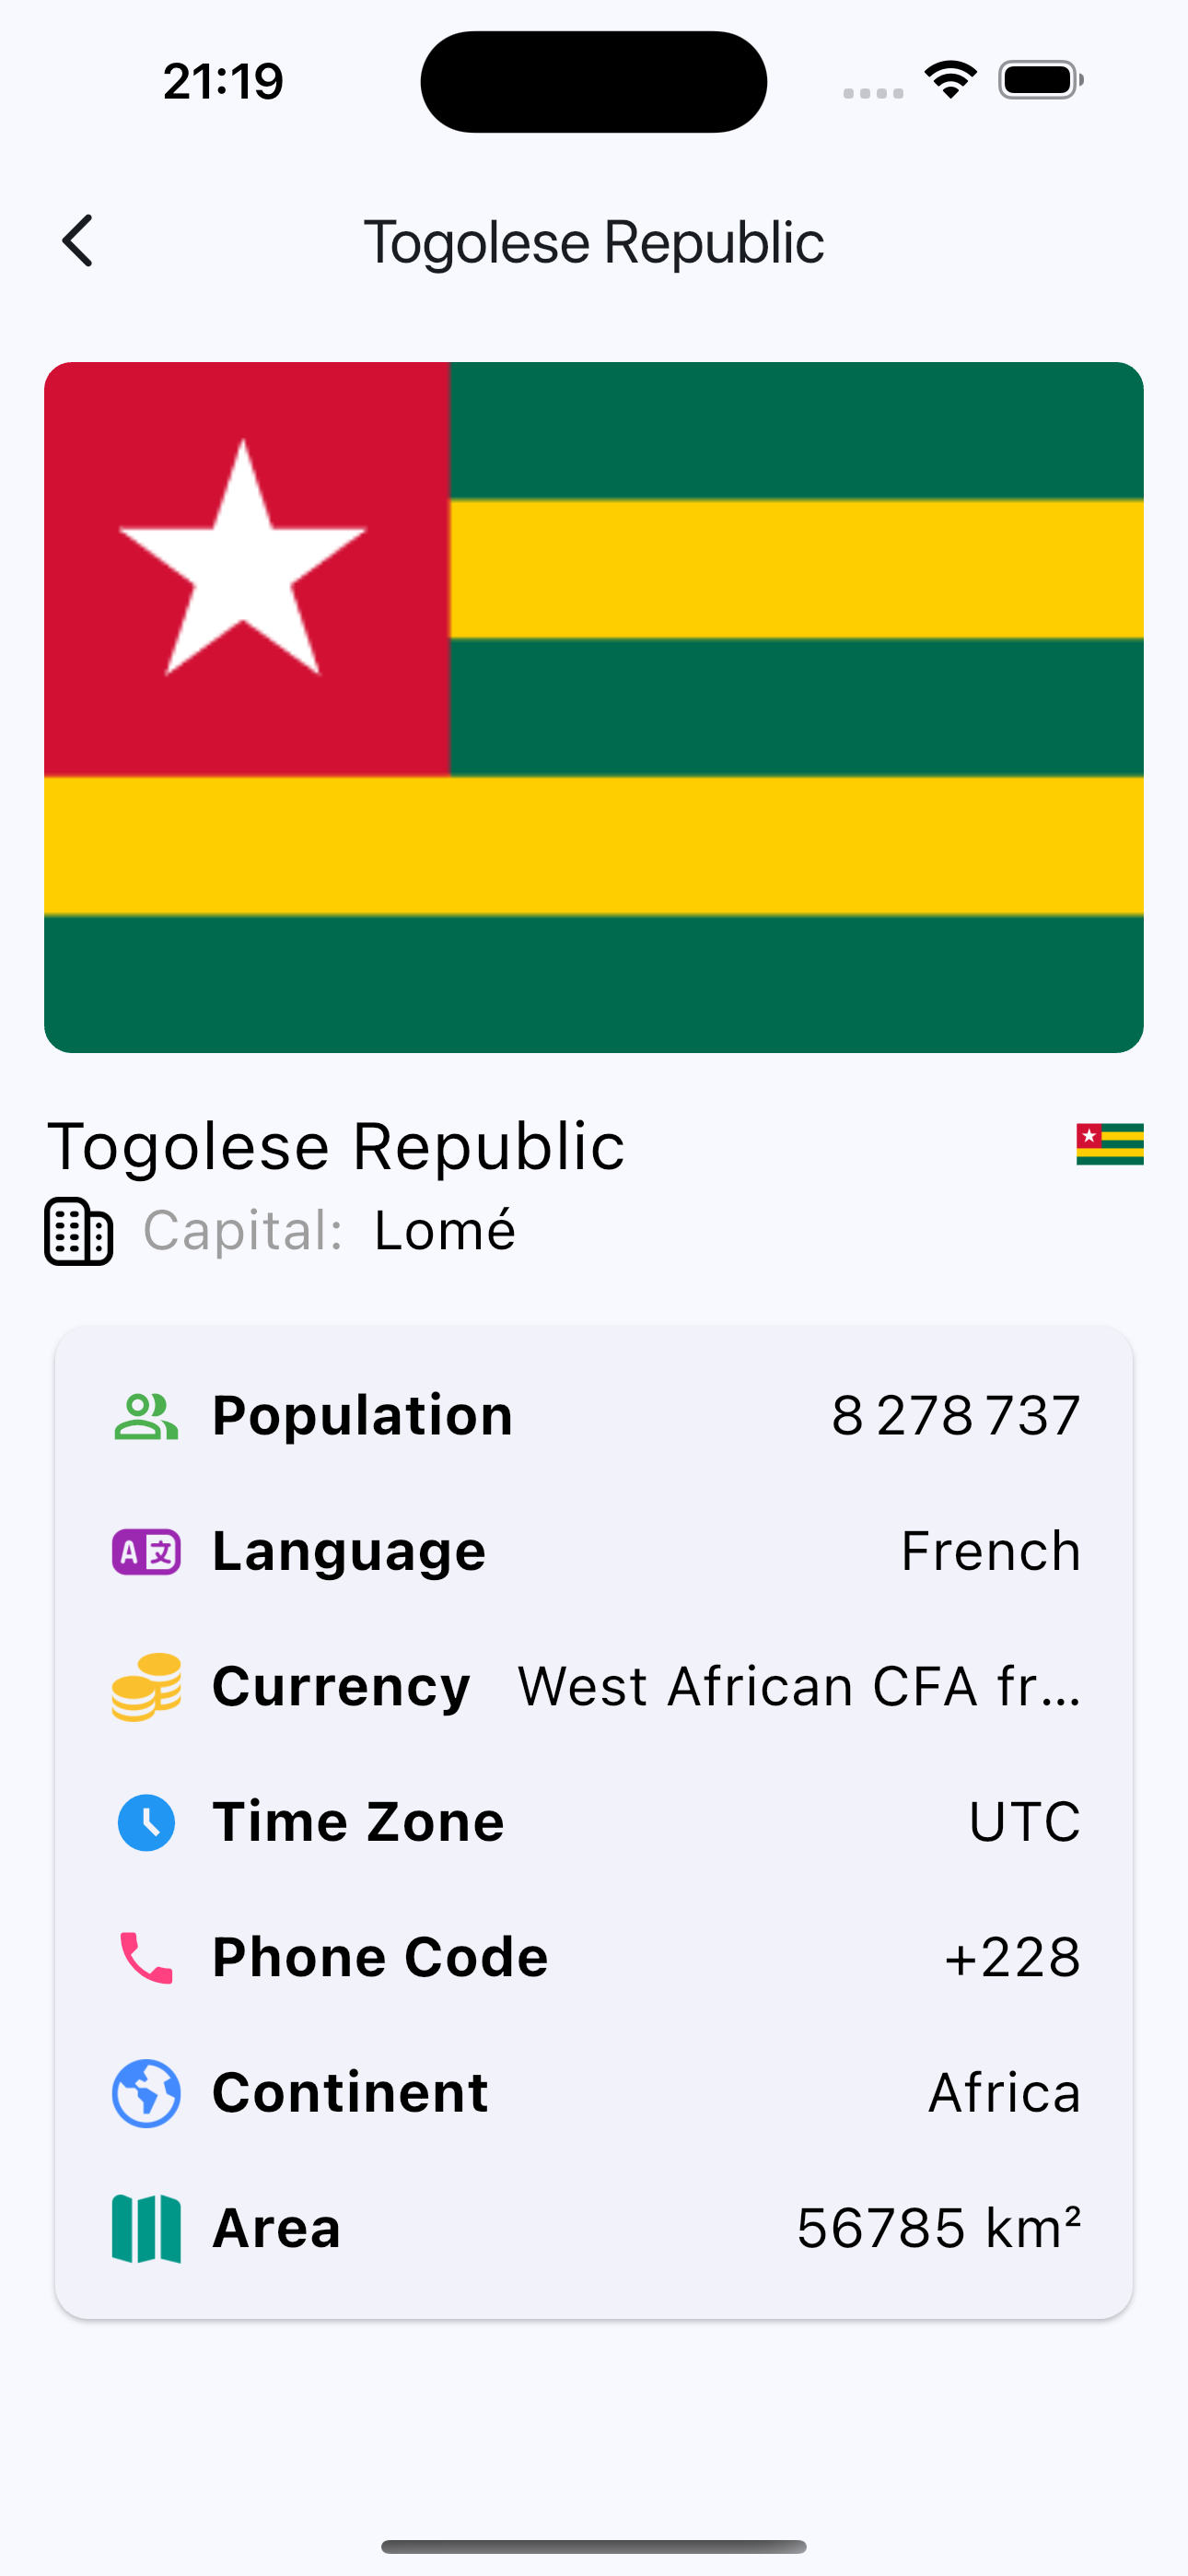 21:19
Togolese Republic
Togolese Republic
Capital: Lomé
Population 8 278 737
Language French
Currency West African CFA fr...
Time Zone UTC
Phone Code +228
Continent Africa
Area 56785 km²